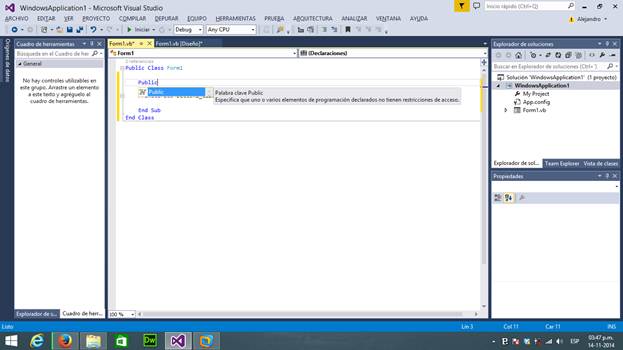 WindowsApplication1 - Microsoft Visual Studio
Inicio rápido (Ctrl+Q)
ARCHIVO EDITAR VER PROYECTO COMPILAR DEPURAR EQUIPO HERRAMIENTAS PRUEBA ARQUITECTURA ANALIZAR VENTANA AYUDA
Alejandro
Iniciar Debug Any CPU
Orígenes de datos
Cuadro de herramientas
Buscar en el Cuadro de her
General
No hay controles utilizables en
este grupo. Arrastre un elemento
a este texto y agréguelo al
cuadro de herramientas.
Explorador de s... Cuadro de herr...
Form1.vb* Form1.vb [Diseño]*
Form1 (Declaraciones)
2 referencias
Public Class Form1
Public
Public
Palabra clave Public
Especifica que uno o varios elementos de programación declarados no tienen restricciones de acceso.
End Sub
End Class
100 %
Explorador de soluciones
Buscar en Explorador de soluciones (Ctrl+')
Solución 'WindowsApplication1' (1 proyecto)
WindowsApplication1
My Project
App.config
Form1.vb
Explorador de sol... Team Explorer Vista de clases
Propiedades
Listo Lín 3 Col 11 Car 11 INS
Dw
ESP
03:47 p.m.
14-11-2014